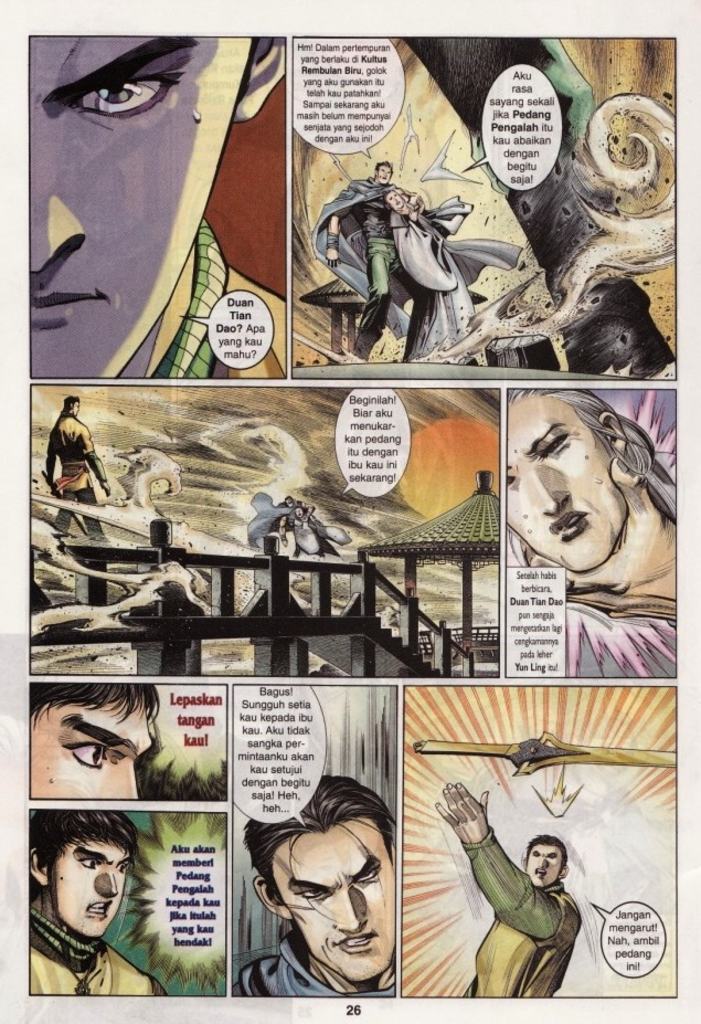 Duan
Tian
Dao? Apa
yang kau
mahu?
Hm! Dalam pertempuran
yang berlaku di Kultus
Rembulan Biru, golok
yang aku gunakan itu
telah kau patahkan!
Sampai sekarang aku
masih belum mempunyai
senjata yang sejodoh
dengan aku ini!
Aku
rasa
sayang sekali
jika Pedang
Pengalah itu
kau abaikan
dengan
begitu
saja!
Beginilah!
Biar aku
menukar-
kan pedang
itu dengan
ibu kau ini
sekarang!
Setelah habis
berbicara,
Duan Tian Dao
pun sengaja
mengetatkan lagi
cengkamannya
pada leher
Yun Ling itu!
Lepaskan
tangan
kau!
Aku akan
memberi
Pedang
Pengalah
kepada kau
jika itulah
yang kau
hendak!
Bagus!
Sungguh setia
kau kepada ibu
kau. Aku tidak
sangka per-
mintaanku akan
kau setujui
dengan begitu
saja! Heh,
heh...
Jangan
mengarut!
Nah, ambil
pedang
ini!
26